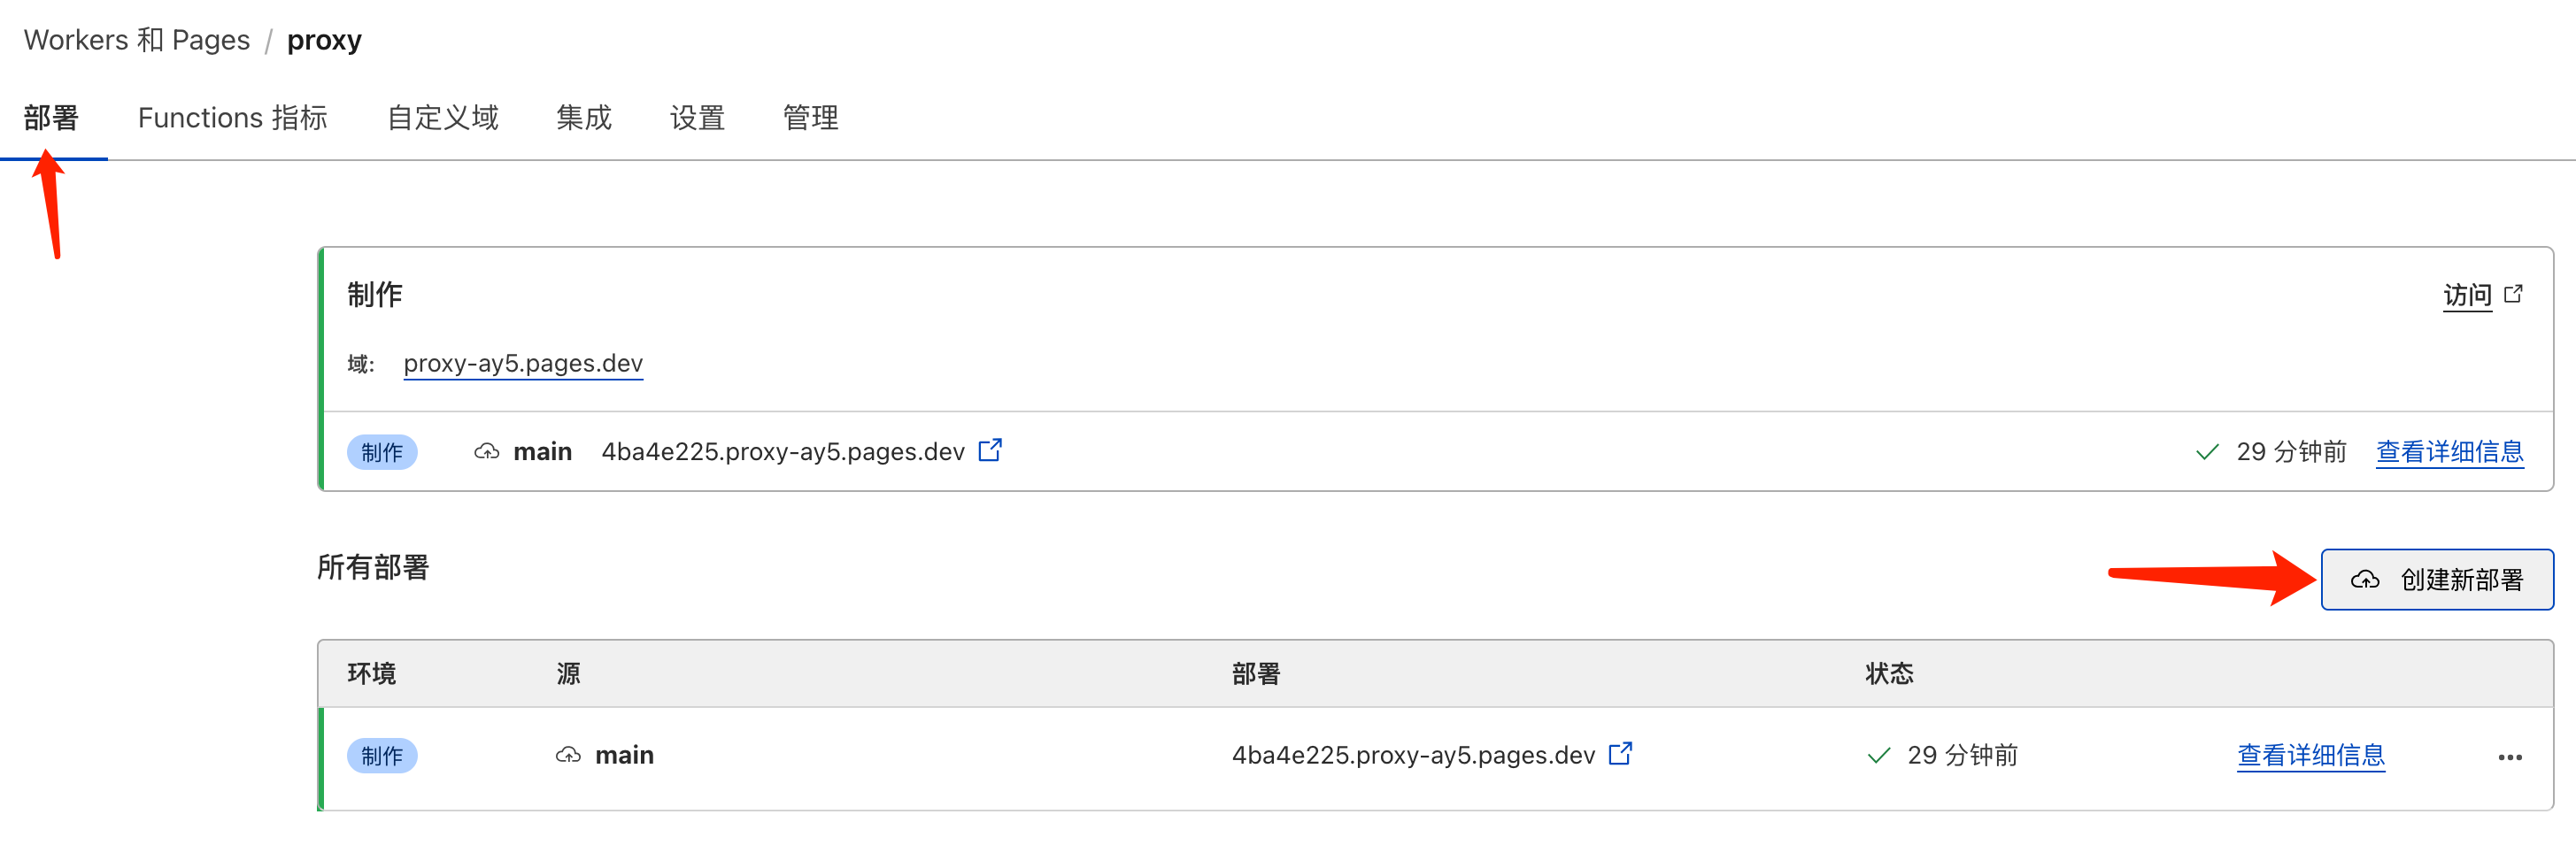 Workers 和 Pages / proxy
部署 Functions 指标 自定义域 集成 设置 管理
制作 访问
域: proxy-ay5.pages.dev
制作 main 4ba4e225.proxy-ay5.pages.dev 29 分钟前 查看详细信息
所有部署 创建新部署
环境 源 部署 状态
制作 main 4ba4e225.proxy-ay5.pages.dev 29 分钟前 查看详细信息